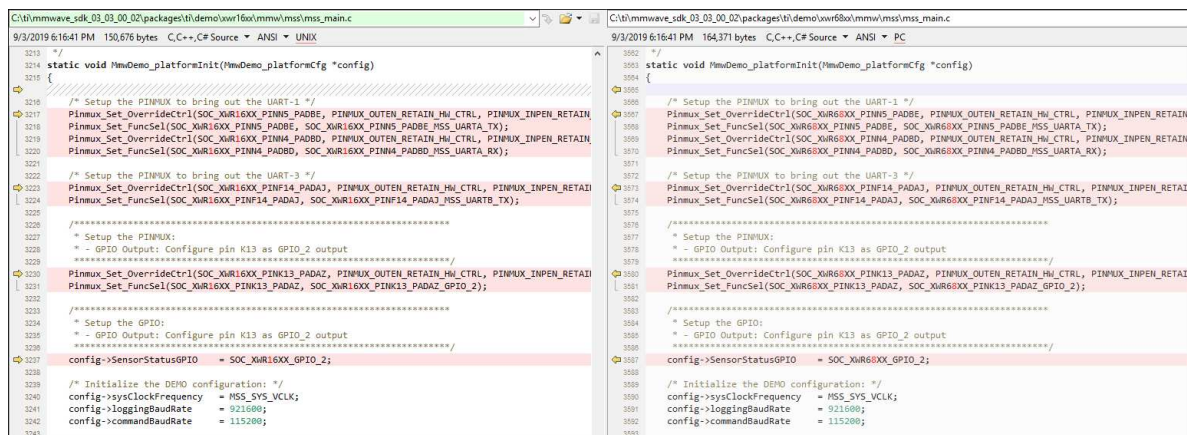 C:\ti\mmwave_sdk_03_03_00_02\packages\ti\demo\xwr16xx\mmw\mss\mss_main.c
9/3/2019 6:16:41 PM 150,676 bytes C,C++,C# Source ▼ ANSI ▼ UNIX
3213 */
3214 static void MmwDemo_platformInit(MmwDemo_platformCfg *config)
3215 {
3216 /* Setup the PINMUX to bring out the UART-1 */
3217 Pinmux_Set_OverrideCtrl(SOC_XWR16XX_PINN5_PADBE, PINMUX_OUTEN_RETAIN_HW_CTRL, PINMUX_INPEN_RETAIN_
3218 Pinmux_Set_FuncSel(SOC_XWR16XX_PINN5_PADBE, SOC_XWR16XX_PINN5_PADBE_MSS_UARTA_TX);
3219 Pinmux_Set_OverrideCtrl(SOC_XWR16XX_PINN4_PADBD, PINMUX_OUTEN_RETAIN_HW_CTRL, PINMUX_INPEN_RETAIN_
3220 Pinmux_Set_FuncSel(SOC_XWR16XX_PINN4_PADBD, SOC_XWR16XX_PINN4_PADBD_MSS_UARTA_RX);
3221
3222 /* Setup the PINMUX to bring out the UART-3 */
3223 Pinmux_Set_OverrideCtrl(SOC_XWR16XX_PINF14_PADAJ, PINMUX_OUTEN_RETAIN_HW_CTRL, PINMUX_INPEN_RETAI
3224 Pinmux_Set_FuncSel(SOC_XWR16XX_PINF14_PADAJ, SOC_XWR16XX_PINF14_PADAJ_MSS_UARTB_TX);
3225
3226 /**********************************************************************
3227 * Setup the PINMUX:
3228 * - GPIO Output: Configure pin K13 as GPIO_2 output
3229 **********************************************************************/
3230 Pinmux_Set_OverrideCtrl(SOC_XWR16XX_PINK13_PADAZ, PINMUX_OUTEN_RETAIN_HW_CTRL, PINMUX_INPEN_RETAI
3231 Pinmux_Set_FuncSel(SOC_XWR16XX_PINK13_PADAZ, SOC_XWR16XX_PINK13_PADAZ_GPIO_2);
3232
3233 /**********************************************************************
3234 * Setup the GPIO:
3235 * - GPIO Output: Configure pin K13 as GPIO_2 output
3236 **********************************************************************/
3237 config->SensorStatusGPIO = SOC_XWR16XX_GPIO_2;
3238
3239 /* Initialize the DEMO configuration: */
3240 config->sysClockFrequency = MSS_SYS_VCLK;
3241 config->loggingBaudRate = 921600;
3242 config->commandBaudRate = 115200;
3243
C:\ti\mmwave_sdk_03_03_00_02\packages\ti\demo\xwr68xx\mmw\mss\mss_main.c
9/3/2019 6:16:41 PM 164,371 bytes C,C++,C# Source ▼ ANSI ▼ PC
3562 */
3563 static void MmwDemo_platformInit(MmwDemo_platformCfg *config)
3564 {
3565
3566 /* Setup the PINMUX to bring out the UART-1 */
3567 Pinmux_Set_OverrideCtrl(SOC_XWR68XX_PINN5_PADBE, PINMUX_OUTEN_RETAIN_HW_CTRL, PINMUX_INPEN_RETAIN
3568 Pinmux_Set_FuncSel(SOC_XWR68XX_PINN5_PADBE, SOC_XWR68XX_PINN5_PADBE_MSS_UARTA_TX);
3569 Pinmux_Set_OverrideCtrl(SOC_XWR68XX_PINN4_PADBD, PINMUX_OUTEN_RETAIN_HW_CTRL, PINMUX_INPEN_RETAIN
3570 Pinmux_Set_FuncSel(SOC_XWR68XX_PINN4_PADBD, SOC_XWR68XX_PINN4_PADBD_MSS_UARTA_RX);
3571
3572 /* Setup the PINMUX to bring out the UART-3 */
3573 Pinmux_Set_OverrideCtrl(SOC_XWR68XX_PINF14_PADAJ, PINMUX_OUTEN_RETAIN_HW_CTRL, PINMUX_INPEN_RETAI
3574 Pinmux_Set_FuncSel(SOC_XWR68XX_PINF14_PADAJ, SOC_XWR68XX_PINF14_PADAJ_MSS_UARTB_TX);
3575
3576 /**********************************************************************
3577 * Setup the PINMUX:
3578 * - GPIO Output: Configure pin K13 as GPIO_2 output
3579 **********************************************************************/
3580 Pinmux_Set_OverrideCtrl(SOC_XWR68XX_PINK13_PADAZ, PINMUX_OUTEN_RETAIN_HW_CTRL, PINMUX_INPEN_RETAI
3581 Pinmux_Set_FuncSel(SOC_XWR68XX_PINK13_PADAZ, SOC_XWR68XX_PINK13_PADAZ_GPIO_2);
3582
3583 /**********************************************************************
3584 * Setup the GPIO:
3585 * - GPIO Output: Configure pin K13 as GPIO_2 output
3586 **********************************************************************/
3587 config->SensorStatusGPIO = SOC_XWR68XX_GPIO_2;
3588
3589 /* Initialize the DEMO configuration: */
3590 config->sysClockFrequency = MSS_SYS_VCLK;
3591 config->loggingBaudRate = 921600;
3592 config->commandBaudRate = 115200;
3593